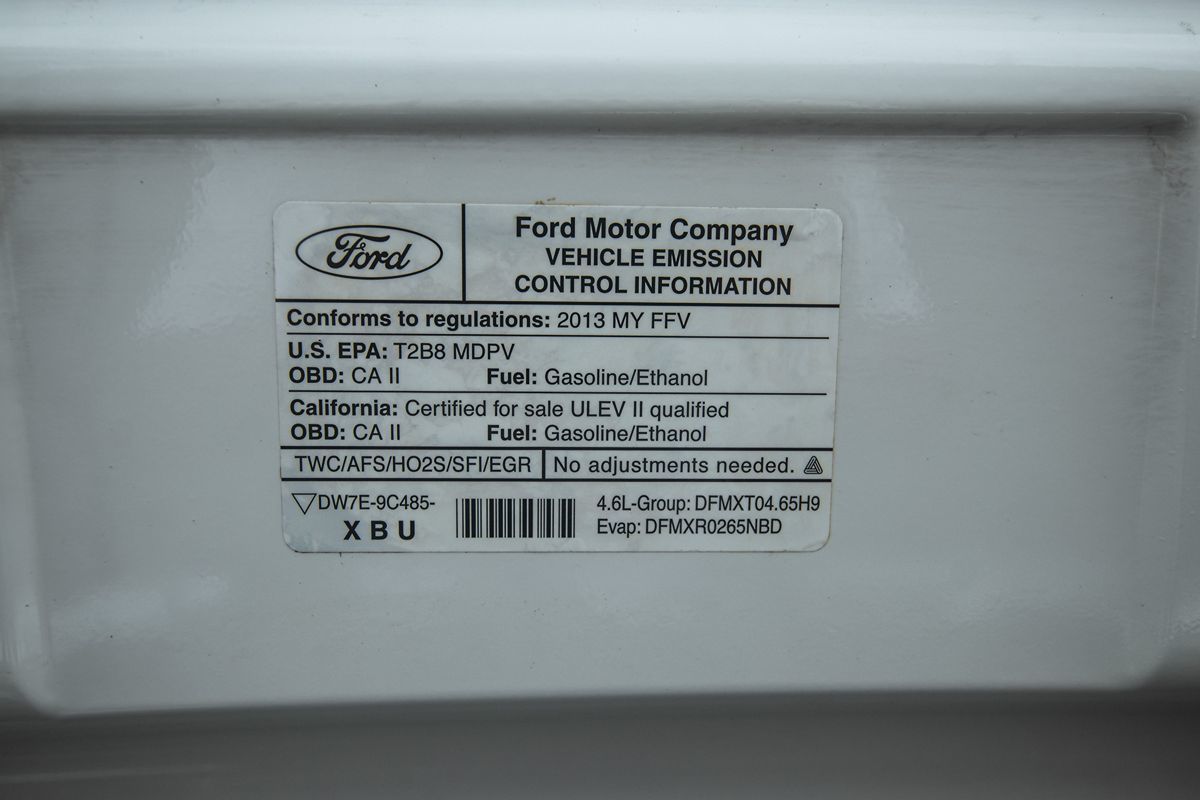 Ford
Ford Motor Company
VEHICLE EMISSION
CONTROL INFORMATION
Conforms to regulations: 2013 MY FFV
U.S. EPA: T2B8 MDPV
OBD: CA II Fuel: Gasoline/Ethanol
California: Certified for sale ULEV II qualified
OBD: CA II Fuel: Gasoline/Ethanol
TWC/AFS/HO2S/SFI/EGR No adjustments needed.
DW7E-9C485-
XBU
4.6L-Group: DFMXT04.65H9
Evap: DFMXR0265NBD